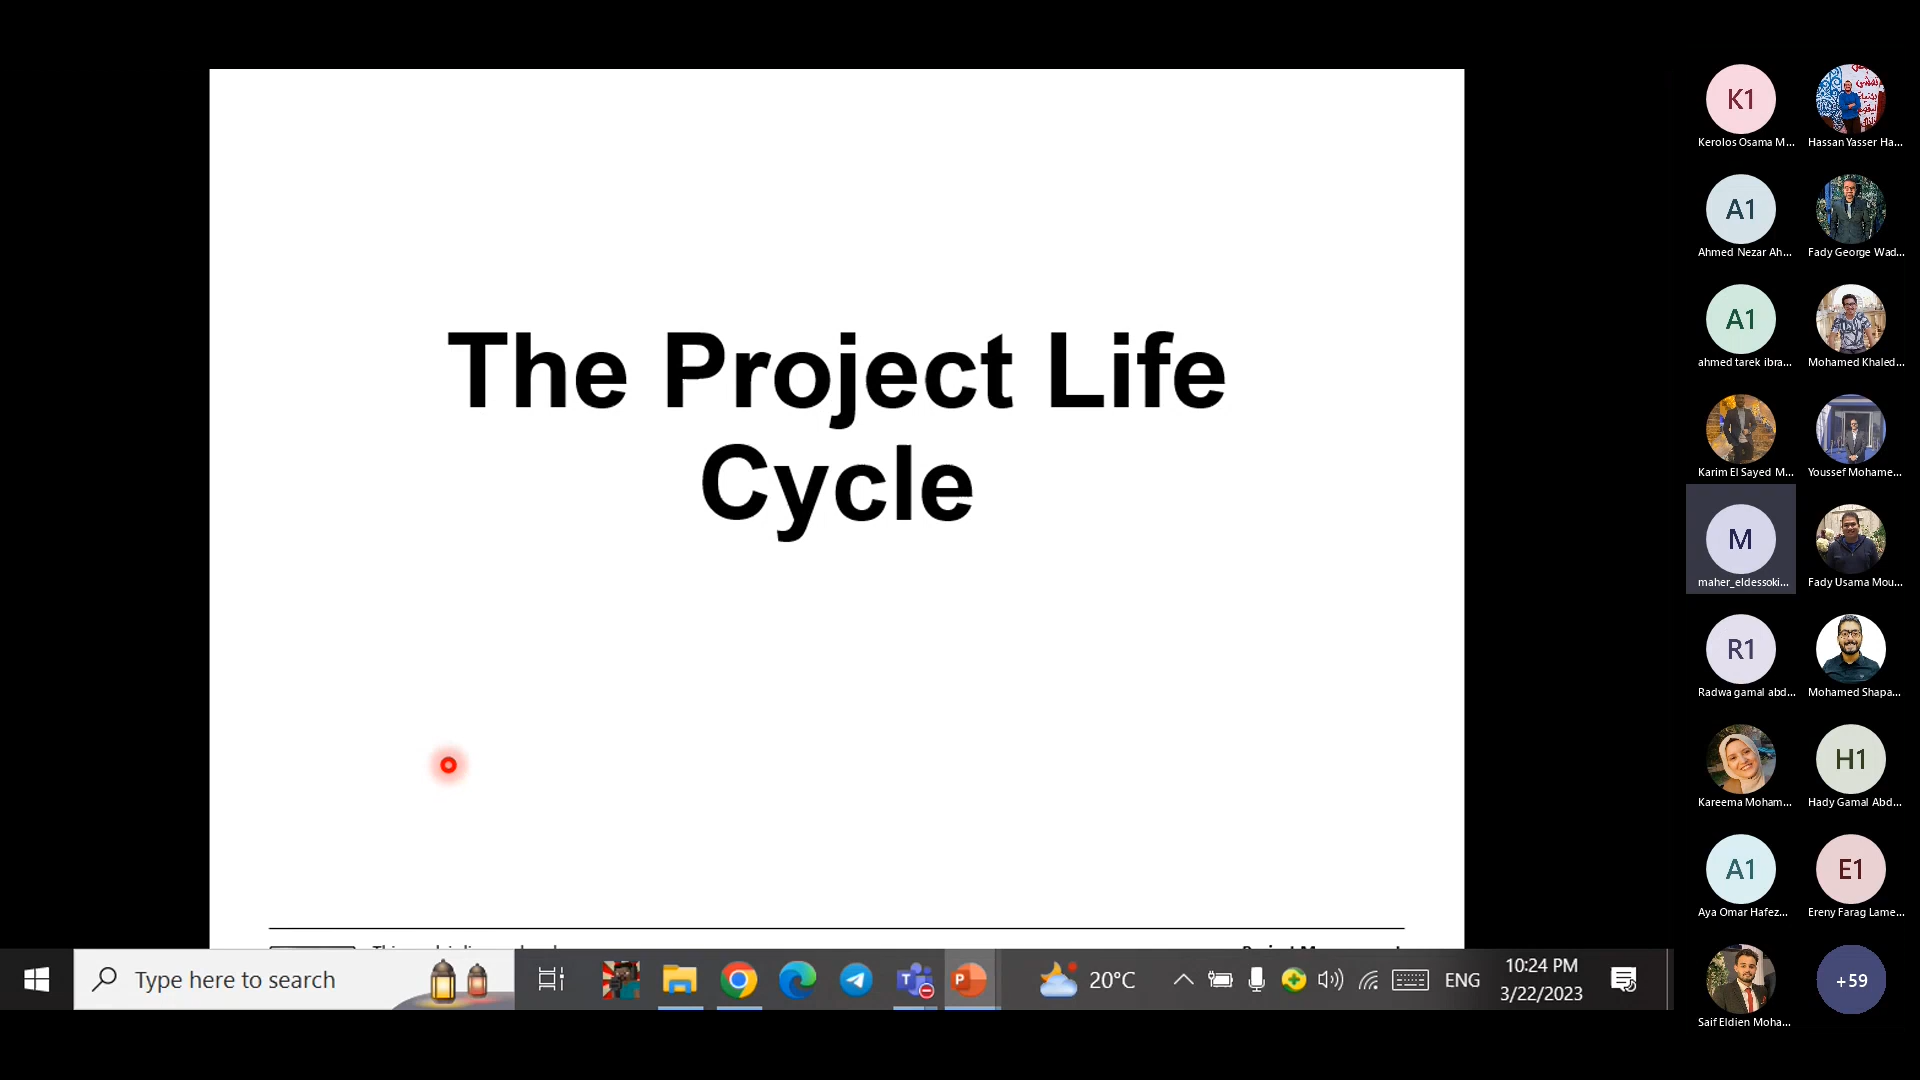 The Project Life
Cycle
Type here to search
20°C
ENG
10:24 PM
3/22/2023
K1
Kerolos Osama M...
Hassan Yasser Ha...
A1
Ahmed Nezar Ah...
Fady George Wad...
A1
ahmed tarek ibra...
Mohamed Khaled...
Karim El Sayed M...
Youssef Mohame...
M
maher_eldessoki...
Fady Usama Mou...
R1
Radwa gamal abd...
Mohamed Shapa...
Kareema Moham...
H1
Hady Gamal Abd...
A1
Aya Omar Hafez...
E1
Ereny Farag Lame...
Saif Eldien Moha...
+59